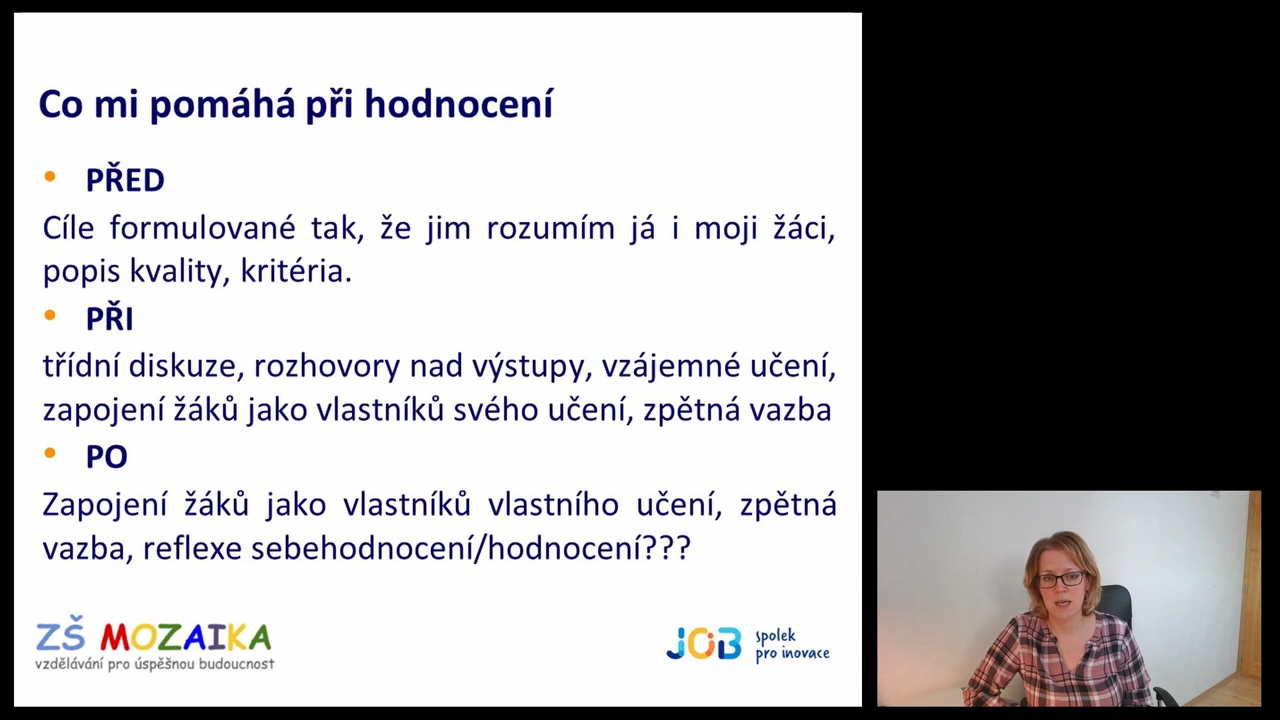 Co mi pomáhá při hodnocení
• PŘED
Cíle formulované tak, že jim rozumím já i moji žáci,
popis kvality, kritéria.
• PŘI
třídní diskuze, rozhovory nad výstupy, vzájemné učení,
zapojení žáků jako vlastníků svého učení, zpětná vazba
• PO
Zapojení žáků jako vlastníků vlastního učení, zpětná
vazba, reflexe sebehodnocení/hodnocení???
ZŠ MOZAIKA
vzdělávání pro úspěšnou budoucnost
JOB spolek
pro inovace